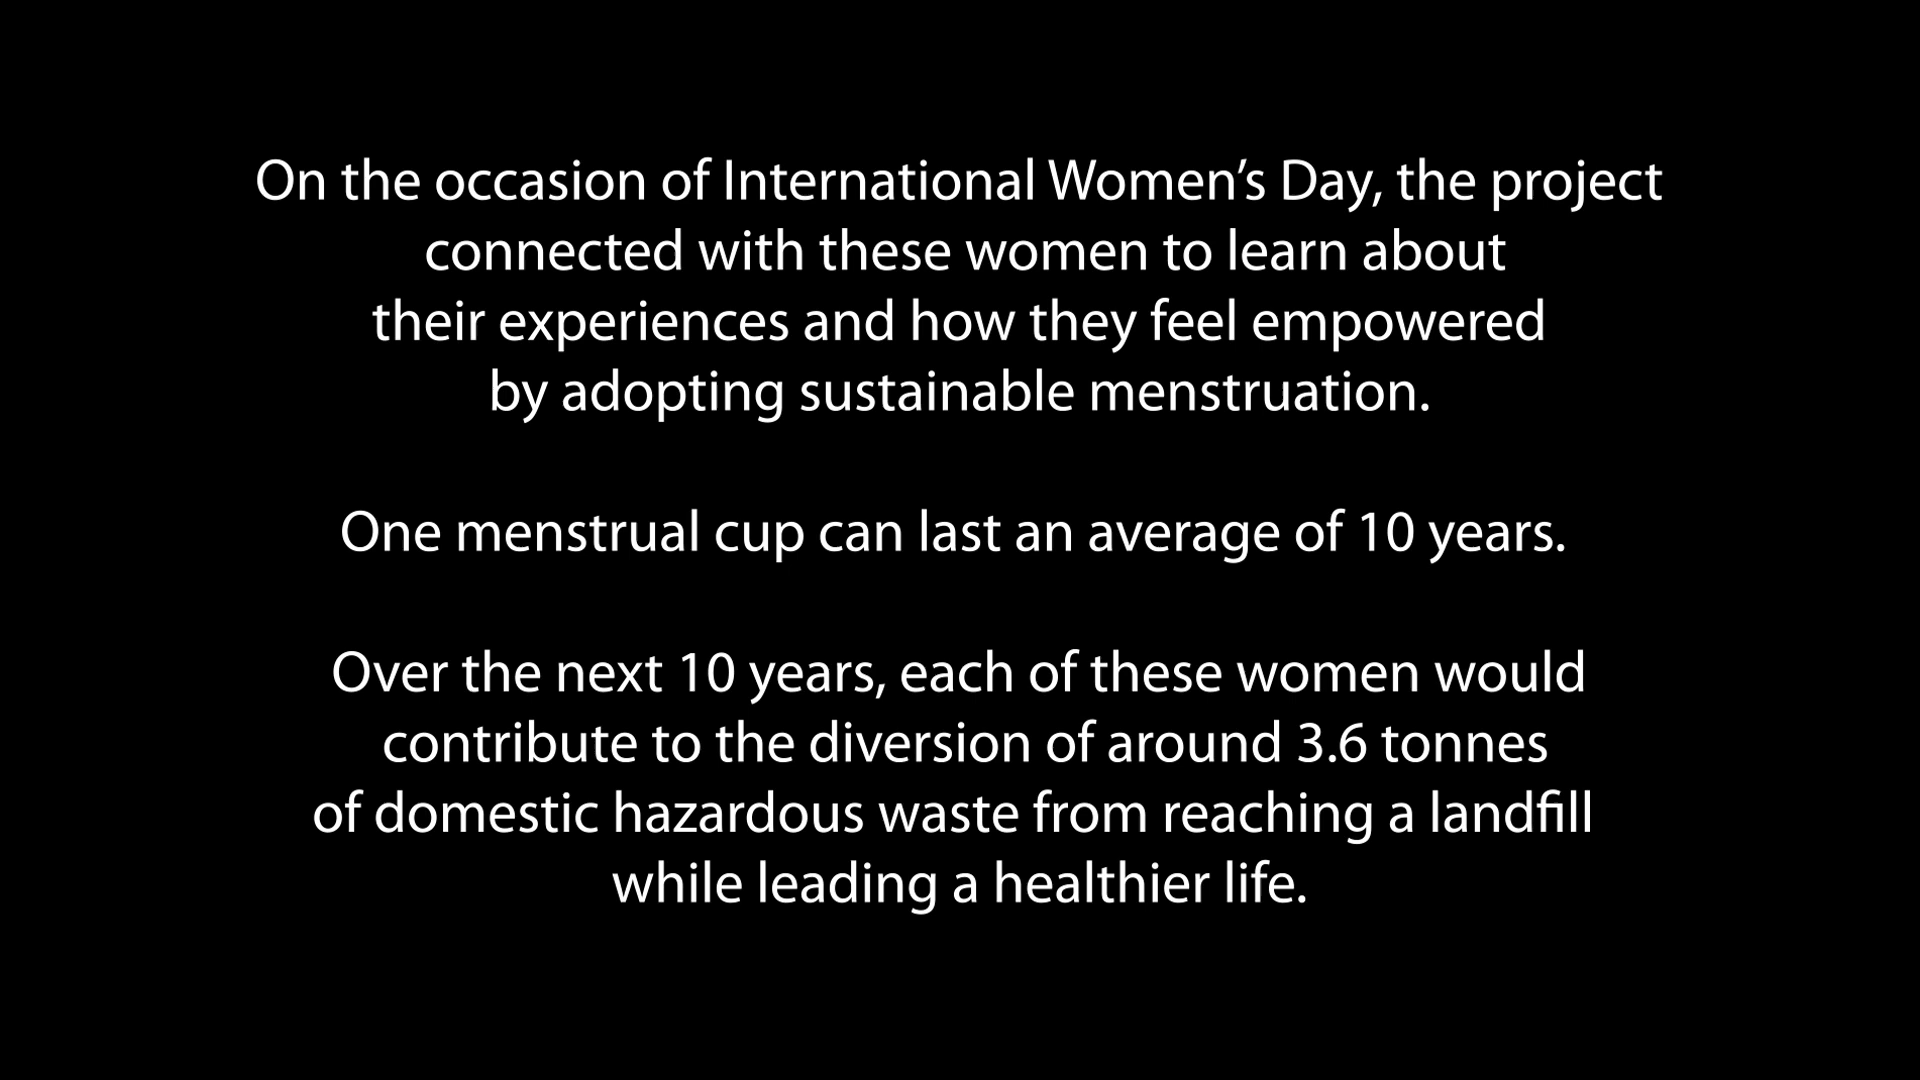 On the occasion of International Women’s Day, the project
connected with these women to learn about
their experiences and how they feel empowered
by adopting sustainable menstruation.
One menstrual cup can last an average of 10 years.
Over the next 10 years, each of these women would
contribute to the diversion of around 3.6 tonnes
of domestic hazardous waste from reaching a landfill
while leading a healthier life.